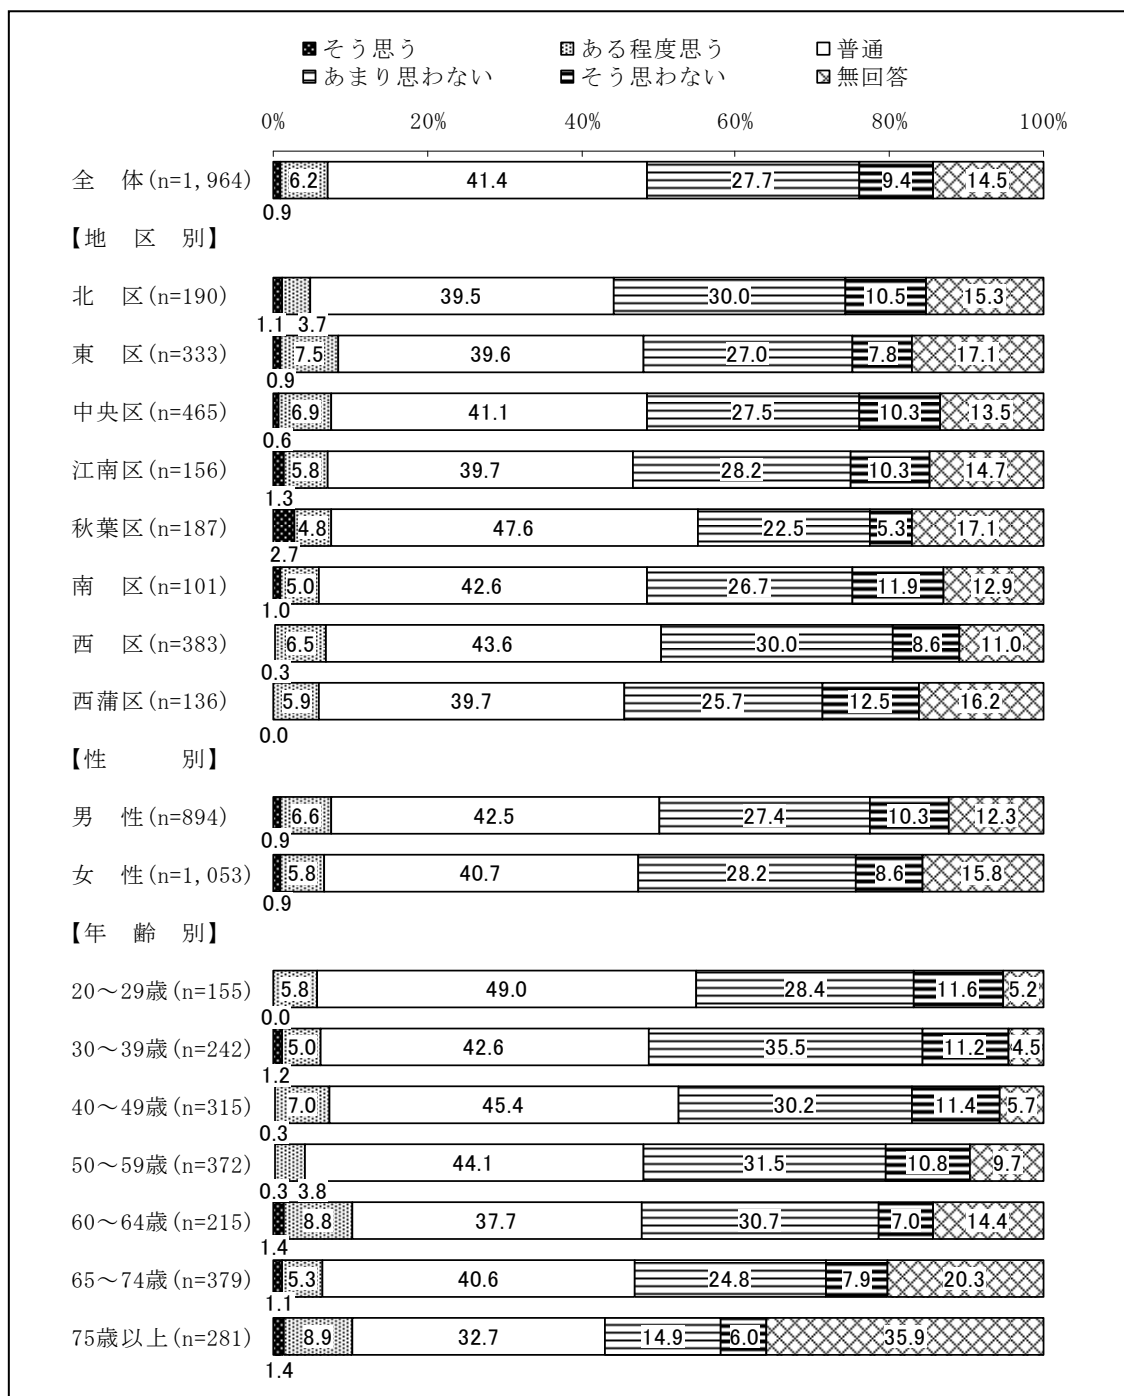 そう思う ある程度思う 普通
あまり思わない そう思わない 無回答
0% 20% 40% 60% 80% 100%
全 体(n=1,964) 6.2 41.4 27.7 9.4 14.5
0.9
【地 区 別】
北 区(n=190) 39.5 30.0 10.5 15.3
1.1 3.7
東 区(n=333) 7.5 39.6 27.0 7.8 17.1
0.9
中央区(n=465) 6.9 41.1 27.5 10.3 13.5
0.6
江南区(n=156) 5.8 39.7 28.2 10.3 14.7
1.3
秋葉区(n=187) 4.8 47.6 22.5 5.3 17.1
2.7
南 区(n=101) 5.0 42.6 26.7 11.9 12.9
1.0
西 区(n=383) 6.5 43.6 30.0 8.6 11.0
0.3
西蒲区(n=136) 5.9 39.7 25.7 12.5 16.2
0.0
【性 別】
男 性(n=894) 6.6 42.5 27.4 10.3 12.3
0.9
女 性(n=1,053) 5.8 40.7 28.2 8.6 15.8
0.9
【年 齢 別】
20～29歳(n=155) 5.8 49.0 28.4 11.6 5.2
0.0
30～39歳(n=242) 5.0 42.6 35.5 11.2 4.5
1.2
40～49歳(n=315) 7.0 45.4 30.2 11.4 5.7
0.3
50～59歳(n=372) 44.1 31.5 10.8 9.7
0.3 3.8
60～64歳(n=215) 8.8 37.7 30.7 7.0 14.4
1.4
65～74歳(n=379) 5.3 40.6 24.8 7.9 20.3
1.1
75歳以上(n=281) 8.9 32.7 14.9 6.0 35.9
1.4